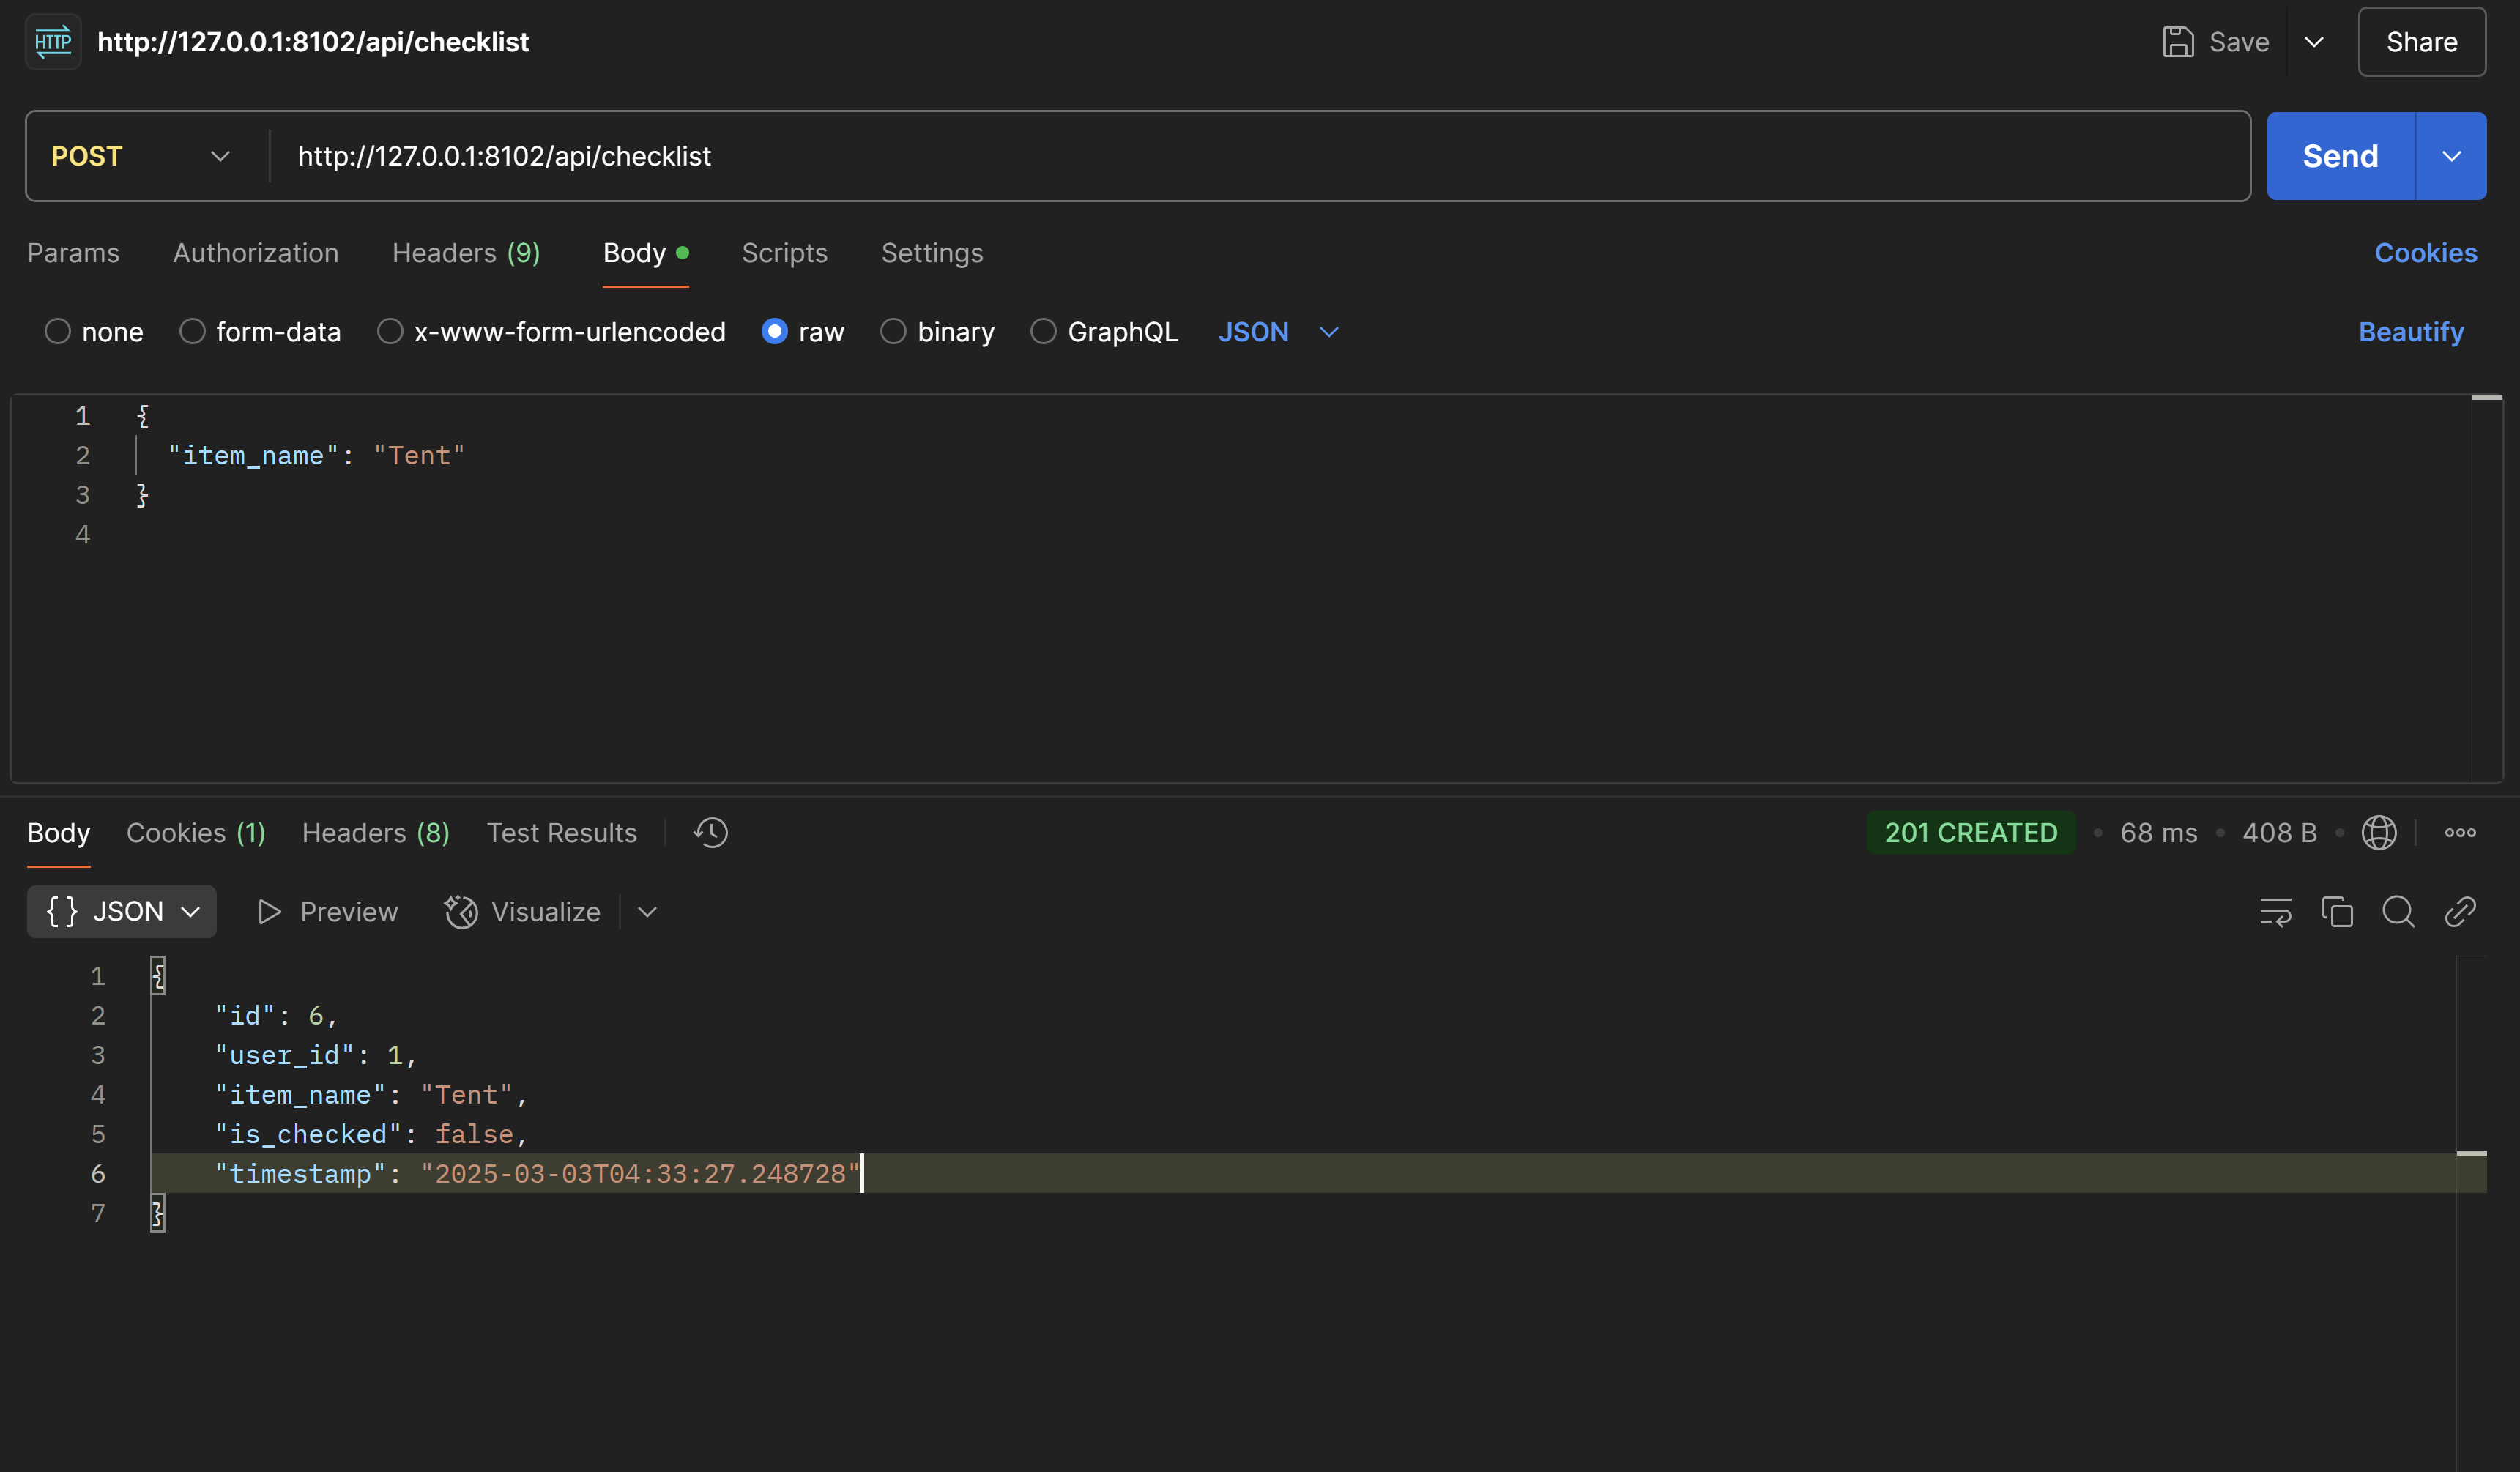 HTTP http://127.0.0.1:8102/api/checklist Save Share
POST http://127.0.0.1:8102/api/checklist Send
Params Authorization Headers (9) Body Scripts Settings Cookies
none form-data x-www-form-urlencoded raw binary GraphQL JSON Beautify
1 {
2 "item_name": "Tent"
3 }
4
Body Cookies (1) Headers (8) Test Results 201 CREATED • 68 ms • 408 B •
{} JSON Preview Visualize
1 {
2 "id": 6,
3 "user_id": 1,
4 "item_name": "Tent",
5 "is_checked": false,
6 "timestamp": "2025-03-03T04:33:27.248728"
7 }